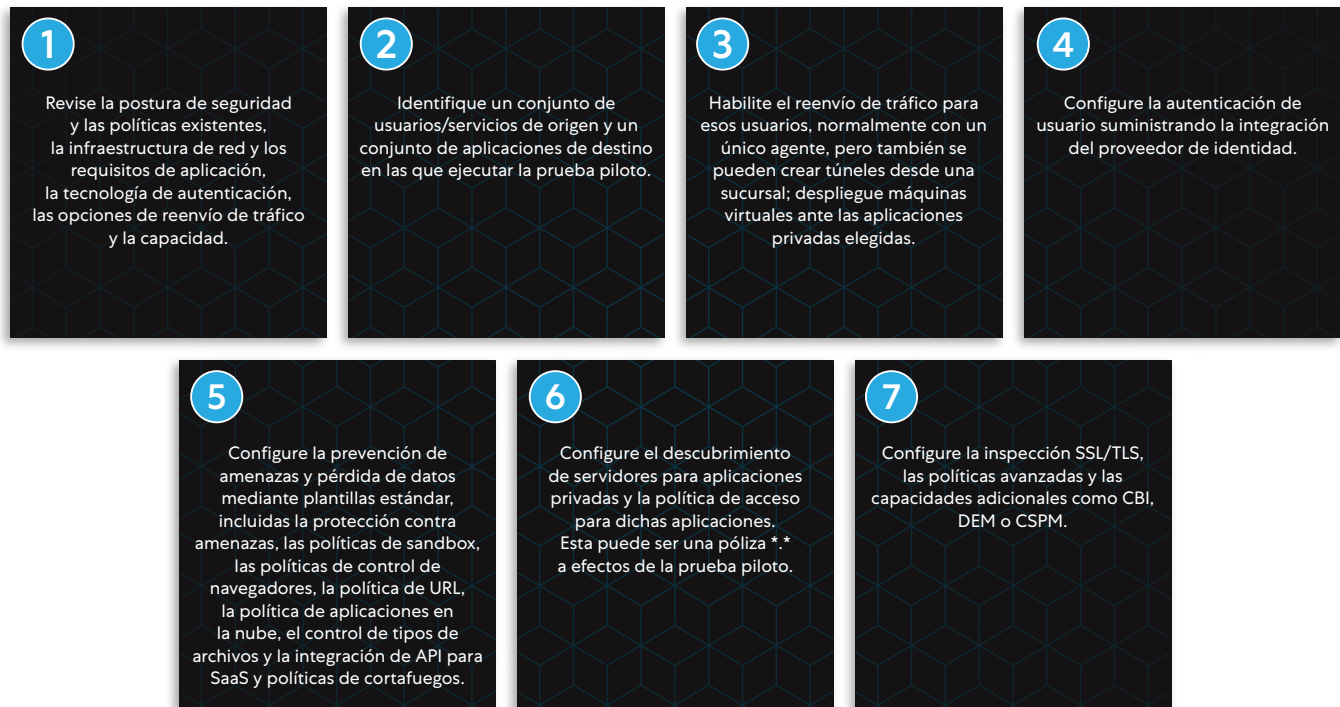 1
Revise la postura de seguridad
y las políticas existentes,
la infraestructura de red y los
requisitos de aplicación,
la tecnología de autenticación,
las opciones de reenvío de tráfico
y la capacidad.
2
Identifique un conjunto de
usuarios/servicios de origen y un
conjunto de aplicaciones de destino
en las que ejecutar la prueba piloto.
3
Habilite el reenvío de tráfico para
esos usuarios, normalmente con un
único agente, pero también se
pueden crear túneles desde una
sucursal; despliegue máquinas
virtuales ante las aplicaciones
privadas elegidas.
4
Configure la autenticación de
usuario suministrando la integración
del proveedor de identidad.
5
Configure la prevención de
amenazas y pérdida de datos
mediante plantillas estándar,
incluidas la protección contra
amenazas, las políticas de sandbox,
las políticas de control de
navegadores, la política de URL,
la política de aplicaciones en
la nube, el control de tipos de
archivos y la integración de API para
SaaS y políticas de cortafuegos.
6
Configure el descubrimiento
de servidores para aplicaciones
privadas y la política de acceso
para dichas aplicaciones.
Esta puede ser una póliza *.*
a efectos de la prueba piloto.
7
Configure la inspección SSL/TLS,
las políticas avanzadas y las
capacidades adicionales como CBI,
DEM o CSPM.